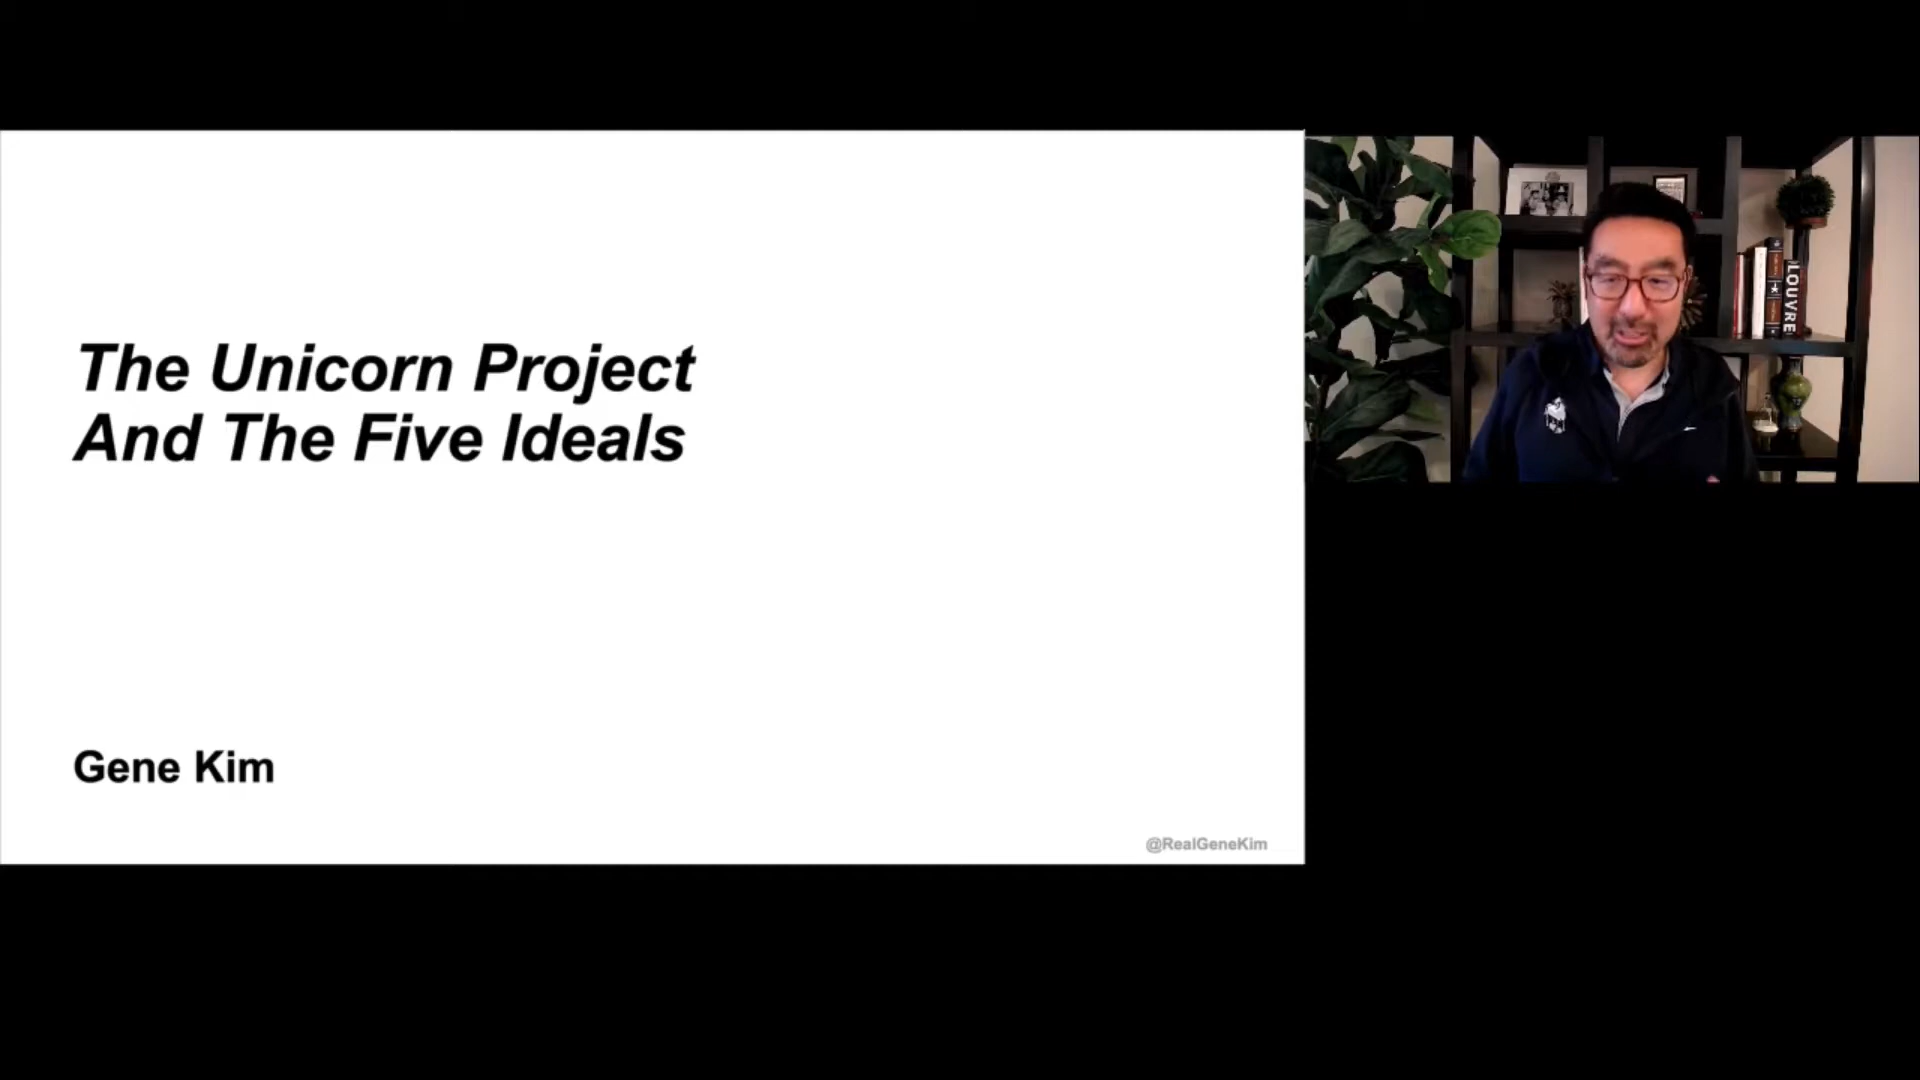 The Unicorn Project
And The Five Ideals
Gene Kim
@RealGeneKim
LOUVRE